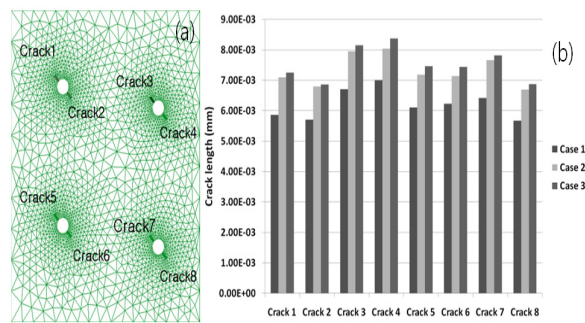 (a)
Crack1
Crack2
Crack3
Crack4
Crack5
Crack6
Crack7
Crack8
(b)
Crack length (mm)
9.00E-03
8.00E-03
7.00E-03
6.00E-03
5.00E-03
4.00E-03
3.00E-03
2.00E-03
1.00E-03
0.00E+00
Crack 1 Crack 2 Crack 3 Crack 4 Crack 5 Crack 6 Crack 7 Crack 8
Case 1
Case 2
Case 3